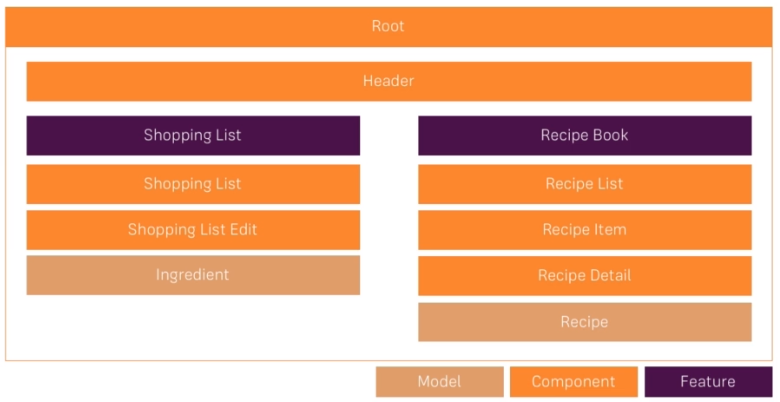 Root
Header
Shopping List
Shopping List
Shopping List Edit
Ingredient
Recipe Book
Recipe List
Recipe Item
Recipe Detail
Recipe
Model
Component
Feature